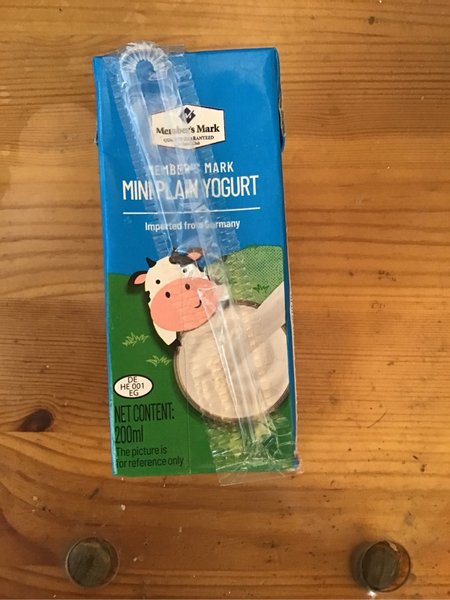 Member's Mark
MEMBER'S MARK
MINI PLAIN YOGURT
Imported from Germany
DE
HE 001
EG
NET CONTENT:
200ml
The picture is
for reference only